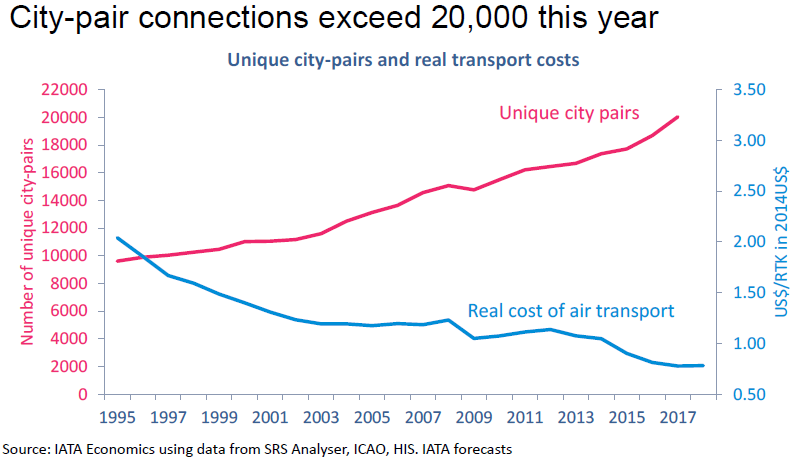 City-pair connections exceed 20,000 this year
Unique city-pairs and real transport costs
Number of unique city-pairs
22000
20000
18000
16000
14000
12000
10000
8000
6000
4000
2000
0
Unique city pairs
Real cost of air transport
3.50
3.00
2.50
2.00
1.50
1.00
0.50
US$/RTK in 2014US$
1995 1997 1999 2001 2003 2005 2007 2009 2011 2013 2015 2017
Source: IATA Economics using data from SRS Analyser, ICAO, HIS. IATA forecasts